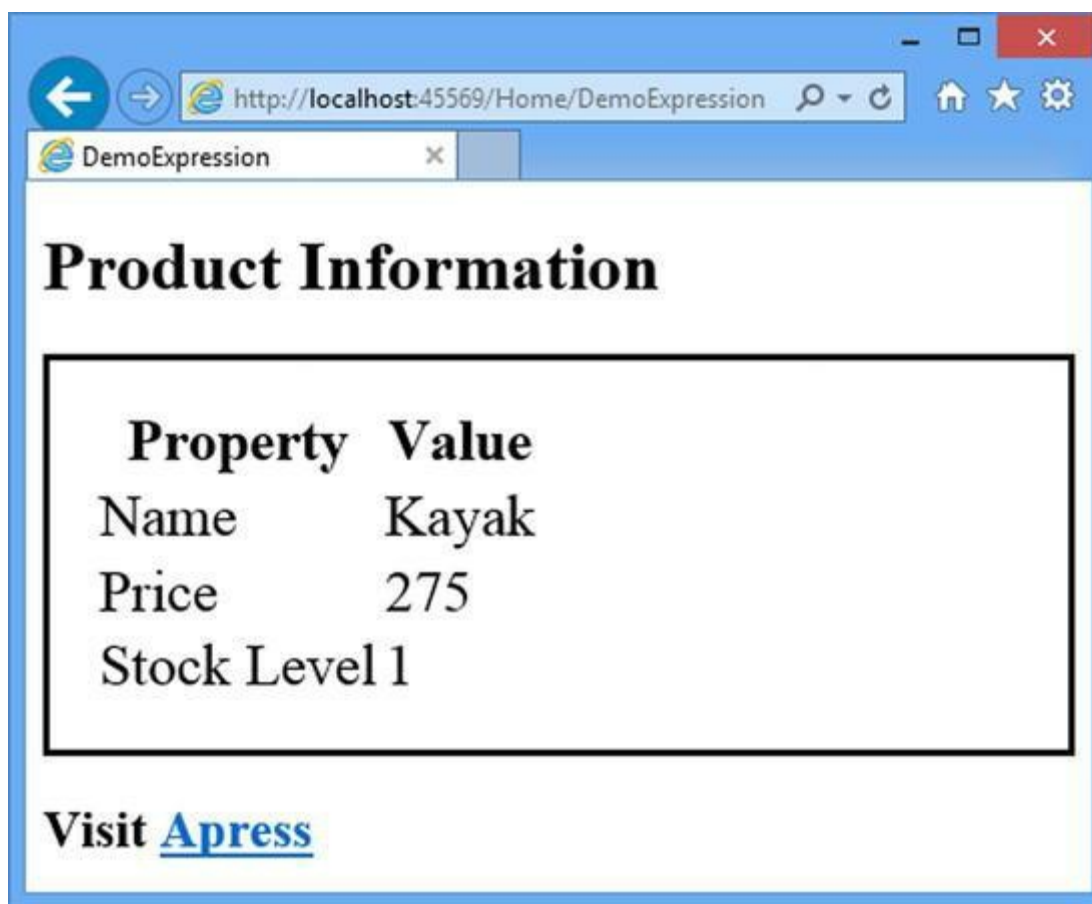 http://localhost:45569/Home/DemoExpression
DemoExpression
Product Information
Property Value
Name Kayak
Price 275
Stock Level 1
Visit Apress